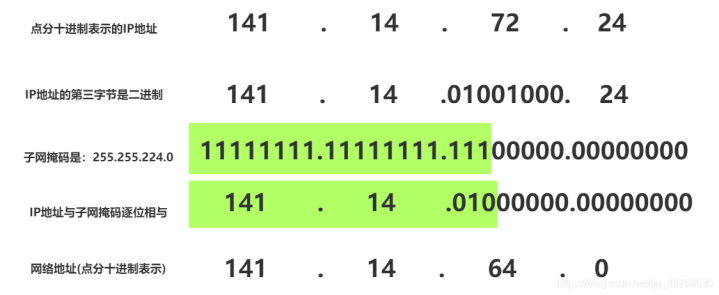 点分十进制表示的IP地址 141 . 14 . 72 . 24
IP地址的第三字节是二进制 141 . 14 .01001000. 24
子网掩码是：255.255.224.0 11111111.11111111.11100000.00000000
IP地址与子网掩码逐位相与 141 . 14 .01000000.00000000
网络地址(点分十进制表示) 141 . 14 . 64 . 0
https://blog.csdn.net/qq_43768530